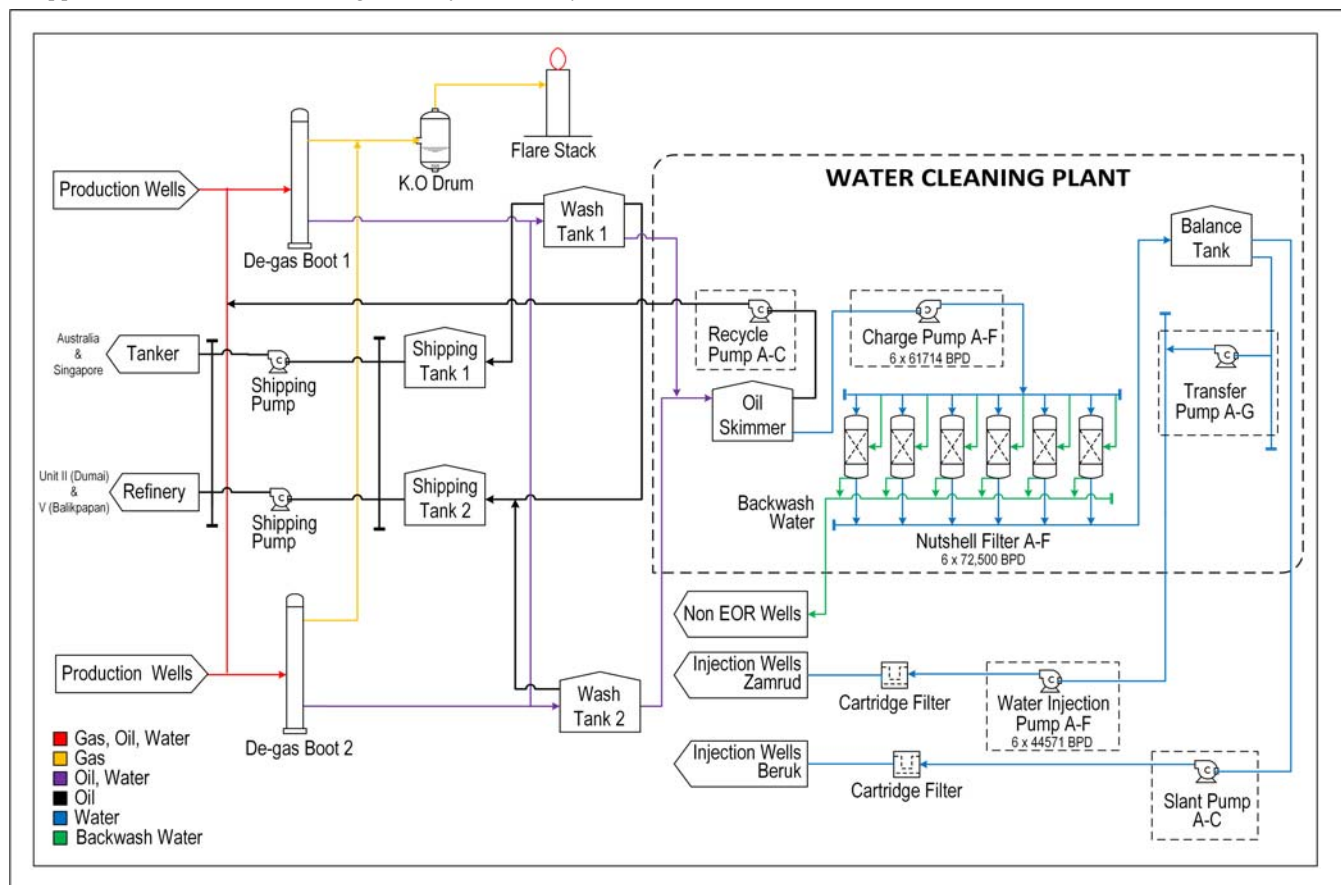 Flare Stack
K.O Drum
Production Wells
De-gas Boot 1
Wash
Tank 1
WATER CLEANING PLANT
Balance
Tank
Recycle
Pump A-C
Charge Pump A-F
6 x 61714 BPD
Transfer
Pump A-G
Australia
&
Singapore
Tanker
Shipping
Pump
Shipping
Tank 1
Oil
Skimmer
Unit II (Dumai)
&
V (Balikpapan)
Refinery
Shipping
Pump
Shipping
Tank 2
Backwash
Water
Nutshell Filter A-F
6 x 72,500 BPD
Non EOR Wells
Production Wells
De-gas Boot 2
Wash
Tank 2
Injection Wells
Zamrud
Cartridge Filter
Water Injection
Pump A-F
6 x 44571 BPD
Injection Wells
Beruk
Cartridge Filter
Slant Pump
A-C
Gas, Oil, Water
Gas
Oil, Water
Oil
Water
Backwash Water